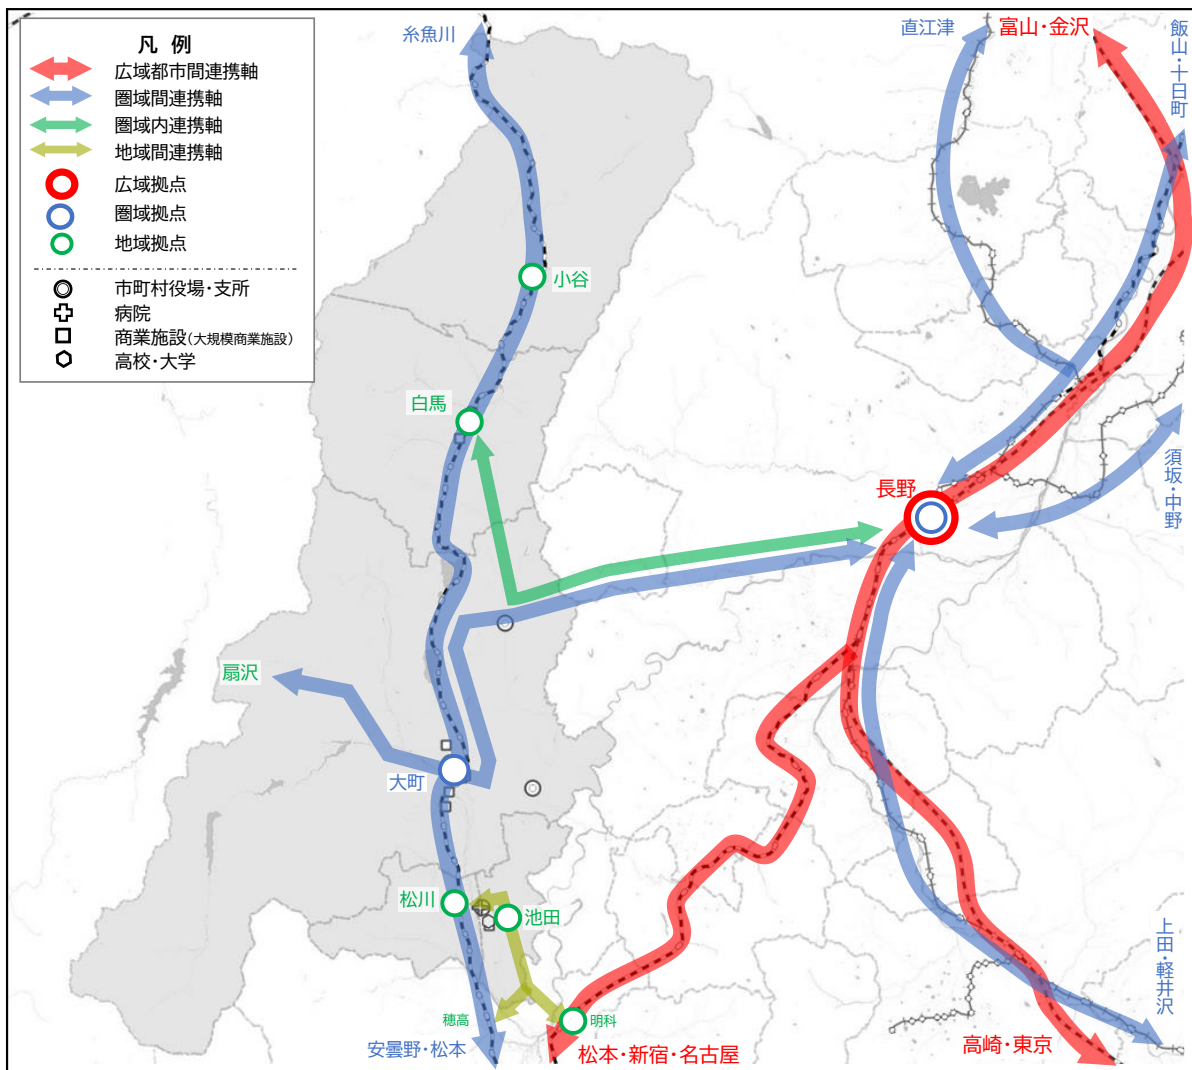 凡 例
広域都市間連携軸
圏域間連携軸
圏域内連携軸
地域間連携軸
広域拠点
圏域拠点
地域拠点
市町村役場・支所
病院
商業施設(大規模商業施設)
高校・大学
糸魚川
直江津
富山・金沢
飯山・十日町
小谷
白馬
長野
須坂・中野
扇沢
大町
松川
池田
穂高
明科
安曇野・松本
松本・新宿・名古屋
上田・軽井沢
高崎・東京